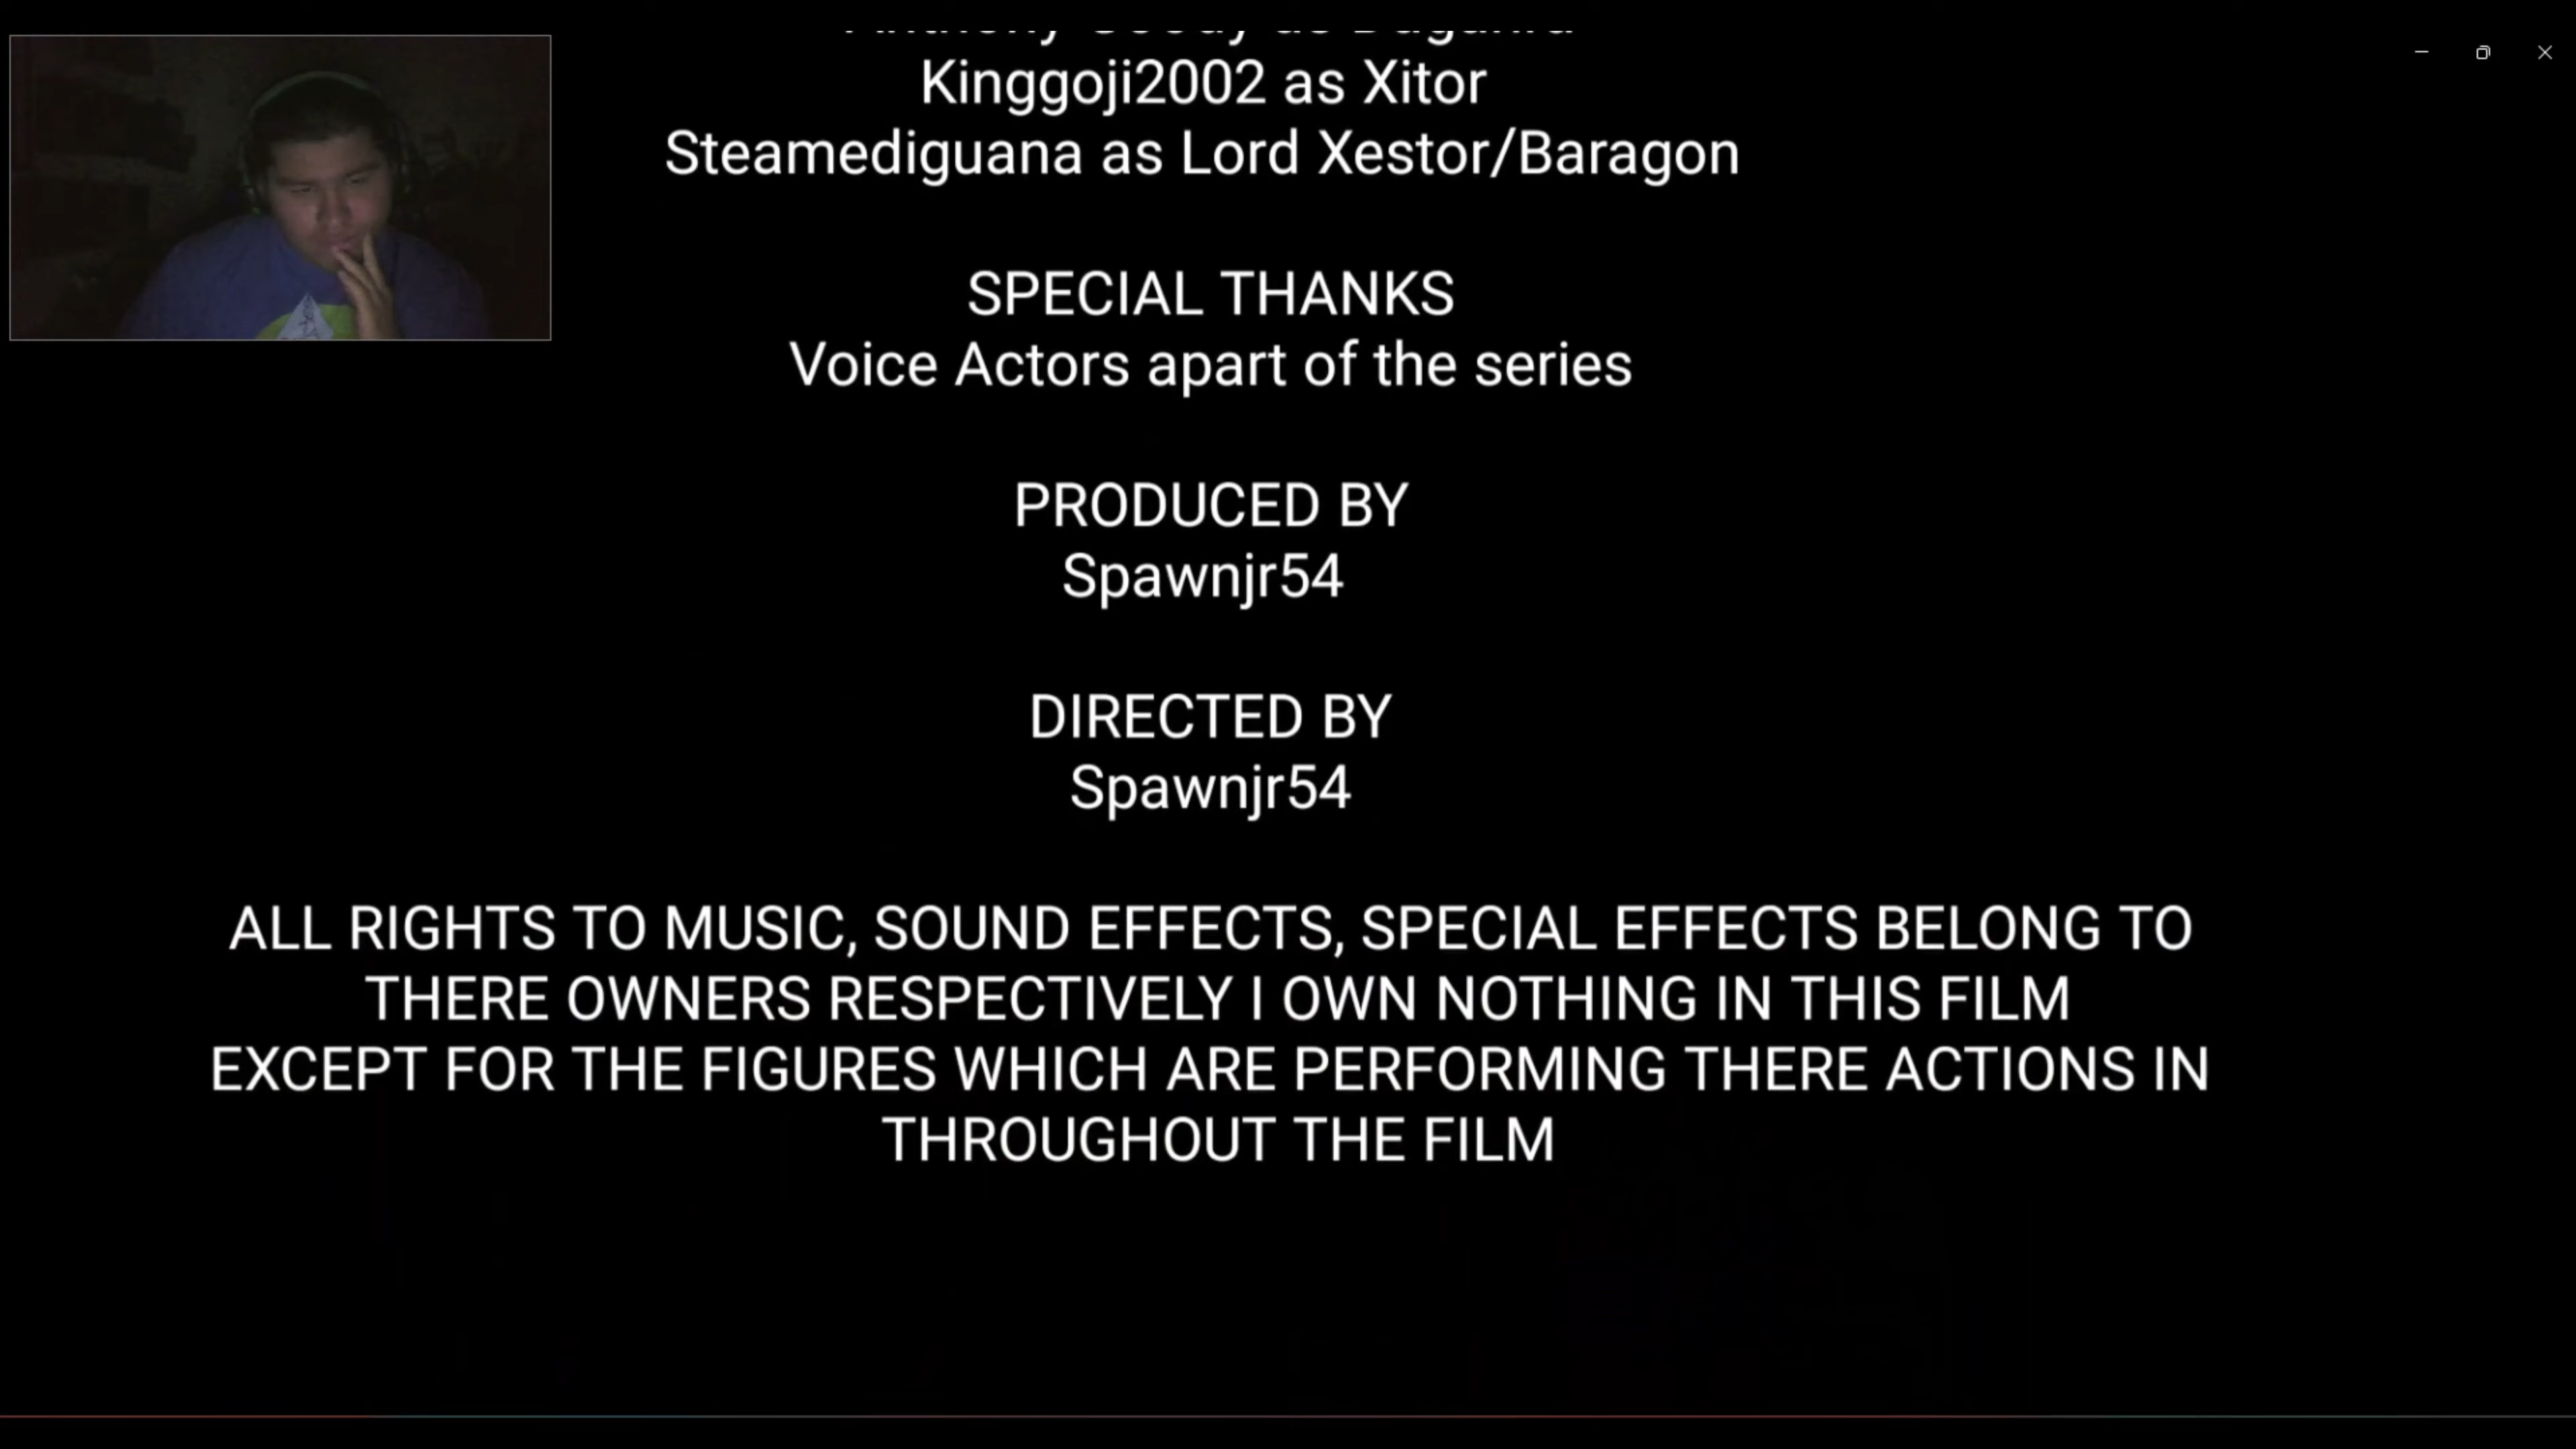 Kinggoji2002 as Xitor
Steamediguana as Lord Xestor/Baragon
SPECIAL THANKS
Voice Actors apart of the series
PRODUCED BY
Spawnjr54
DIRECTED BY
Spawnjr54
ALL RIGHTS TO MUSIC, SOUND EFFECTS, SPECIAL EFFECTS BELONG TO
THERE OWNERS RESPECTIVELY I OWN NOTHING IN THIS FILM
EXCEPT FOR THE FIGURES WHICH ARE PERFORMING THERE ACTIONS IN
THROUGHOUT THE FILM